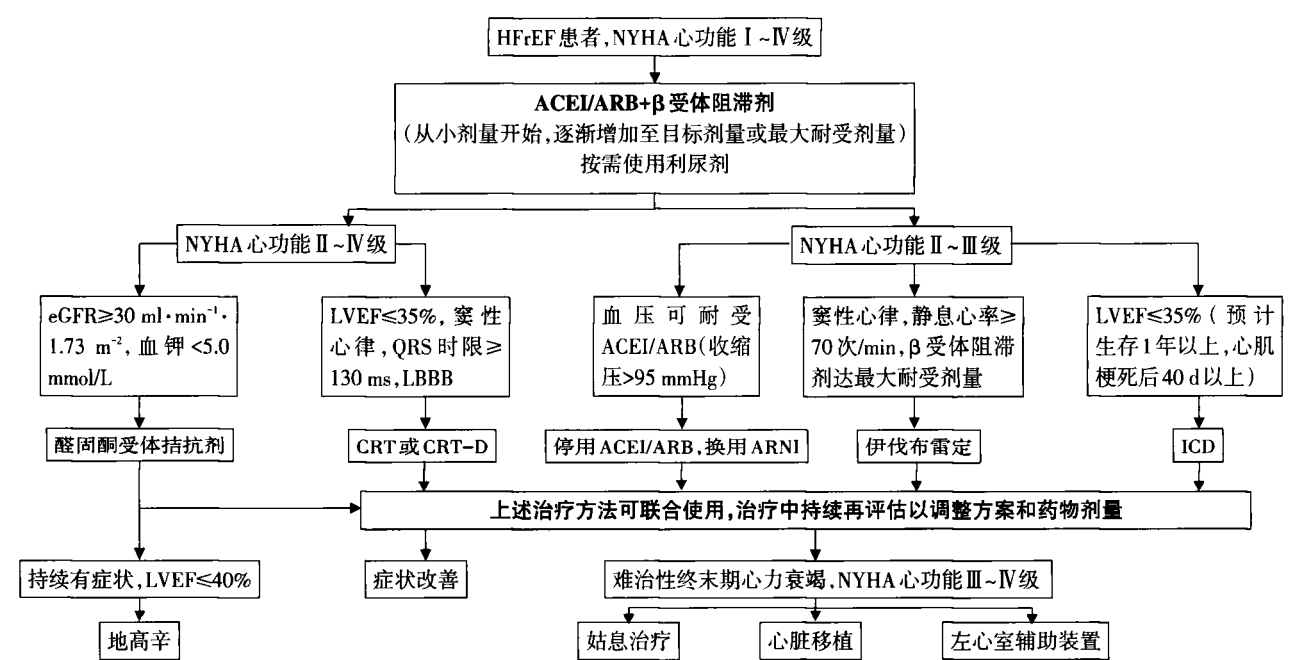 HFrEF患者,NYHA心功能Ⅰ~Ⅳ级
ACEI/ARB+β受体阻滞剂
(从小剂量开始,逐渐增加至目标剂量或最大耐受剂量)
按需使用利尿剂
NYHA心功能Ⅱ~Ⅳ级
NYHA心功能Ⅱ~Ⅲ级
eGFR≥30 ml·min⁻¹·
1.73 m⁻²,血钾<5.0
mmol/L
LVEF≤35%,窦性
心律,QRS时限≥
130 ms,LBBB
血压可耐受
ACEI/ARB(收缩
压>95 mmHg)
窦性心律,静息心率≥
70次/min,β受体阻滞
剂达最大耐受剂量
LVEF≤35%(预计
生存1年以上,心肌
梗死后40 d以上)
醛固酮受体拮抗剂
CRT或CRT-D
停用ACEI/ARB,换用ARNI
伊伐布雷定
ICD
上述治疗方法可联合使用,治疗中持续再评估以调整方案和药物剂量
持续有症状,LVEF≤40%
症状改善
难治性终末期心力衰竭,NYHA心功能Ⅲ~Ⅳ级
地高辛
姑息治疗
心脏移植
左心室辅助装置